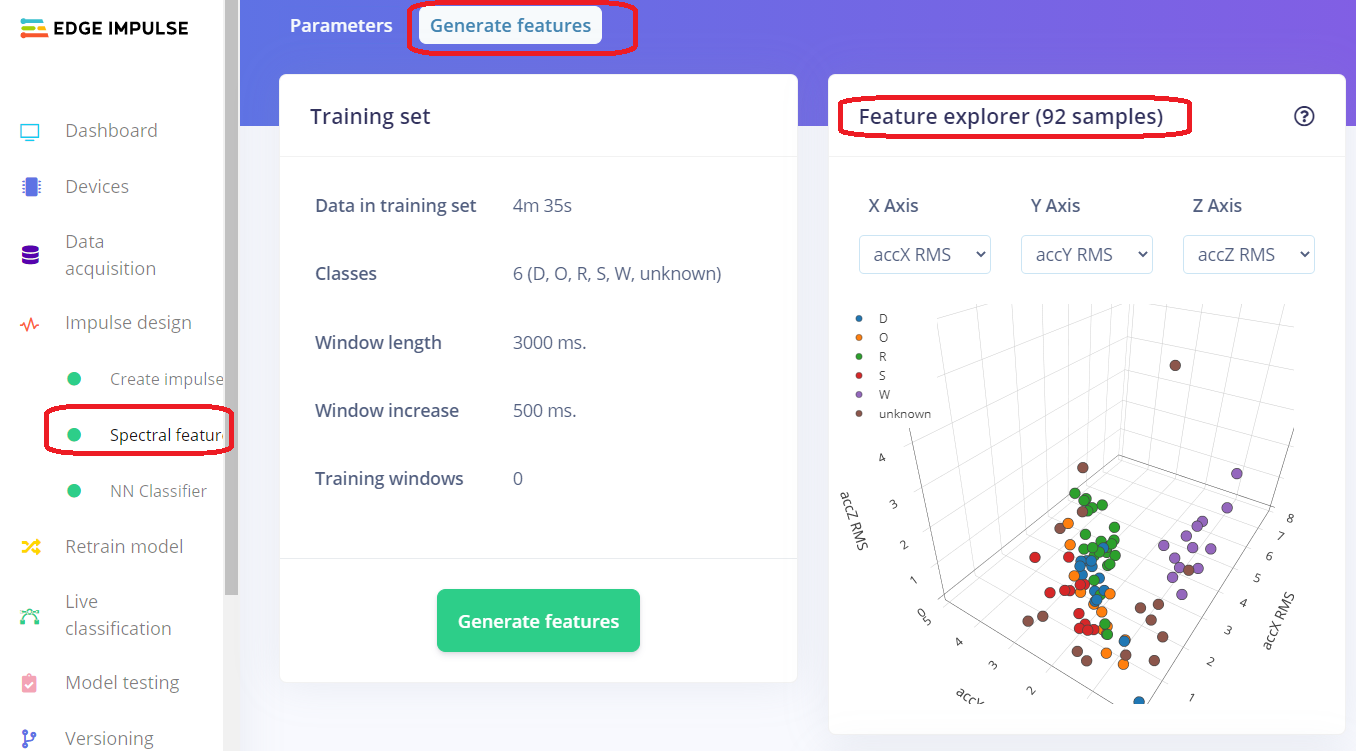 EDGE IMPULSE
Dashboard
Devices
Data
acquisition
Impulse design
Create impulse
Spectral featur
NN Classifier
Retrain model
Live
classification
Model testing
Versioning
Parameters
Generate features
Training set
Data in training set 4m 35s
Classes 6 (D, O, R, S, W, unknown)
Window length 3000 ms.
Window increase 500 ms.
Training windows 0
Generate features
Feature explorer (92 samples)
?
X Axis Y Axis Z Axis
accX RMS accY RMS accZ RMS
D
O
R
S
W
unknown
accZ RMS
4
3
2
1
0
5
4
3
2
accY
8
7
6
5
4
3
2
1
accX RMS